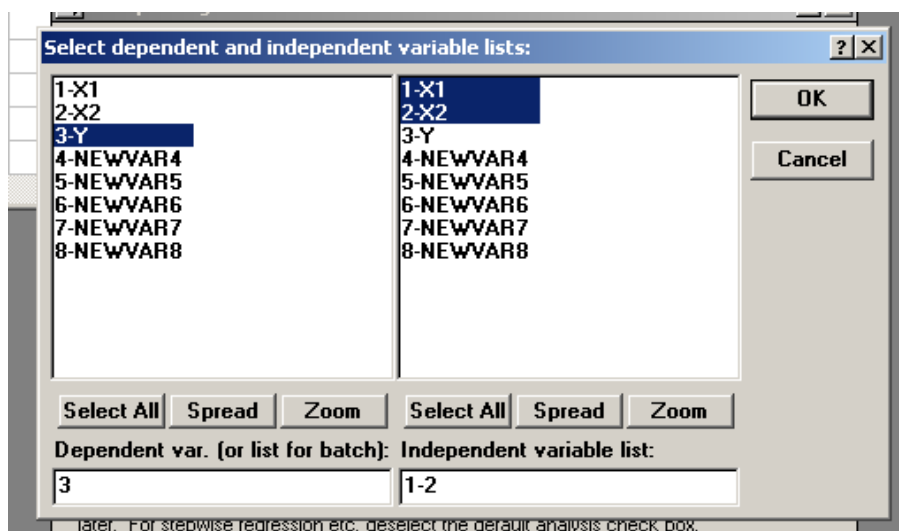 Select dependent and independent variable lists:
1-X1
2-X2
3-Y
4-NEWVAR4
5-NEWVAR5
6-NEWVAR6
7-NEWVAR7
8-NEWVAR8
1-X1
2-X2
3-Y
4-NEWVAR4
5-NEWVAR5
6-NEWVAR6
7-NEWVAR7
8-NEWVAR8
OK
Cancel
Select All Spread Zoom
Select All Spread Zoom
Dependent var. (or list for batch):
3
Independent variable list:
1-2
later. For stepwise regression etc. deselect the default analysis check box.